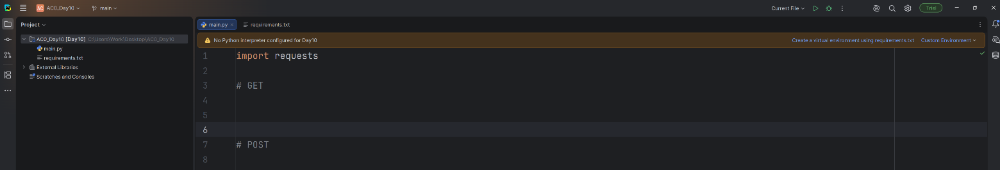 AC AC0_Day10 main Current File Trial
Project
main.py requirements.txt
AC0_Day10 [Day10] C:\Users\Work\Desktop\AC0_Day10
main.py
requirements.txt
External Libraries
Scratches and Consoles
No Python interpreter configured for Day10 Create a virtual environment using requirements.txt Custom Environment
1 import requests
2
3 # GET
4
5
6
7 # POST
8